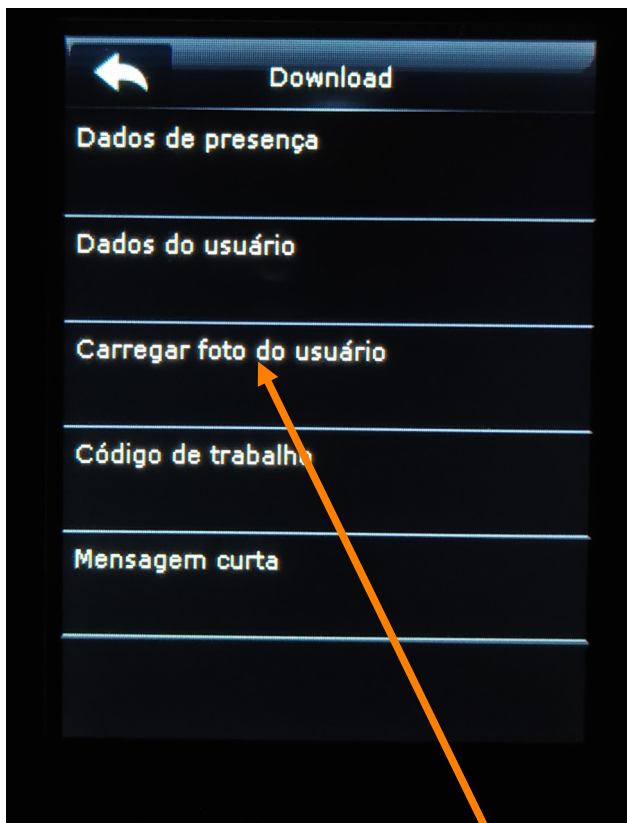 Download
Dados de presença
Dados do usuário
Carregar foto do usuário
Código de trabalho
Mensagem curta